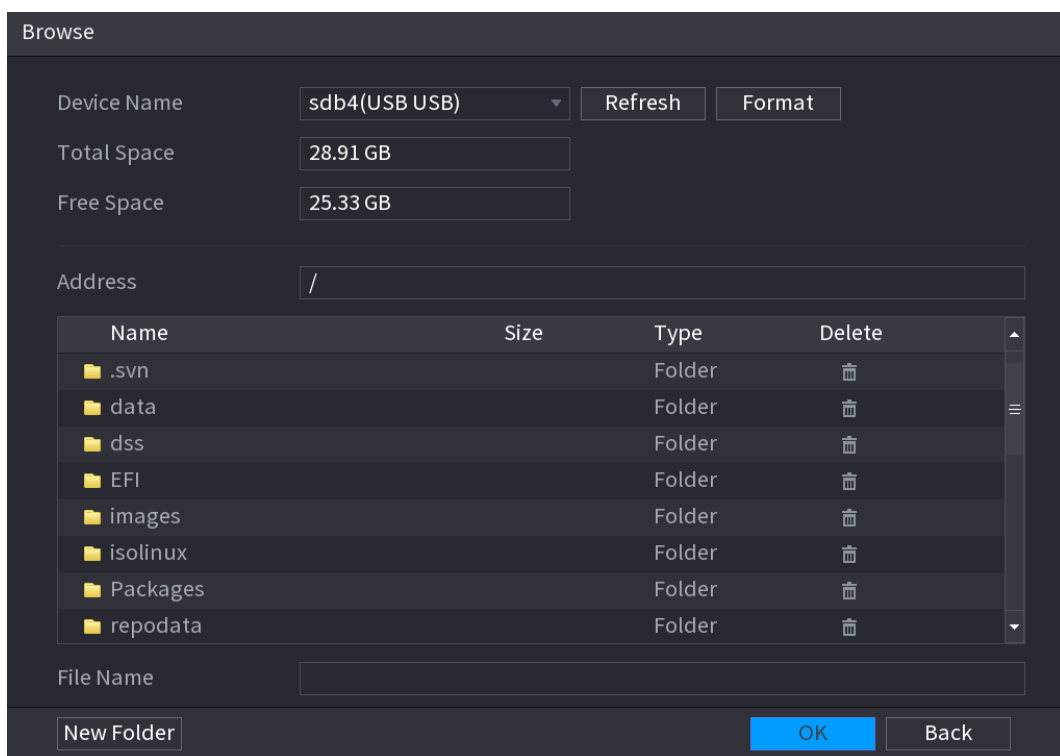 Browse
Device Name sdb4(USB USB) Refresh Format
Total Space 28.91 GB
Free Space 25.33 GB
Address /
Name Size Type Delete
.svn Folder
data Folder
dss Folder
EFI Folder
images Folder
isolinux Folder
Packages Folder
repodata Folder
File Name
New Folder OK Back